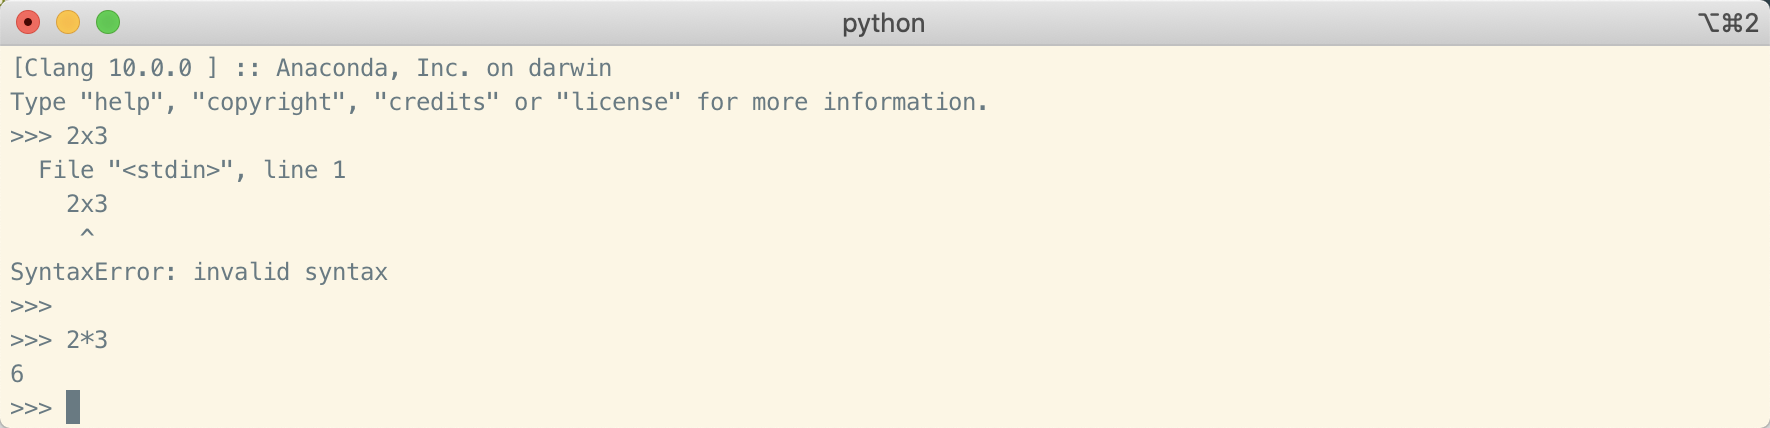 python
⌥⌘2
[Clang 10.0.0 ] :: Anaconda, Inc. on darwin
Type "help", "copyright", "credits" or "license" for more information.
>>> 2x3
  File "<stdin>", line 1
    2x3
     ^
SyntaxError: invalid syntax
>>>
>>> 2*3
6
>>>